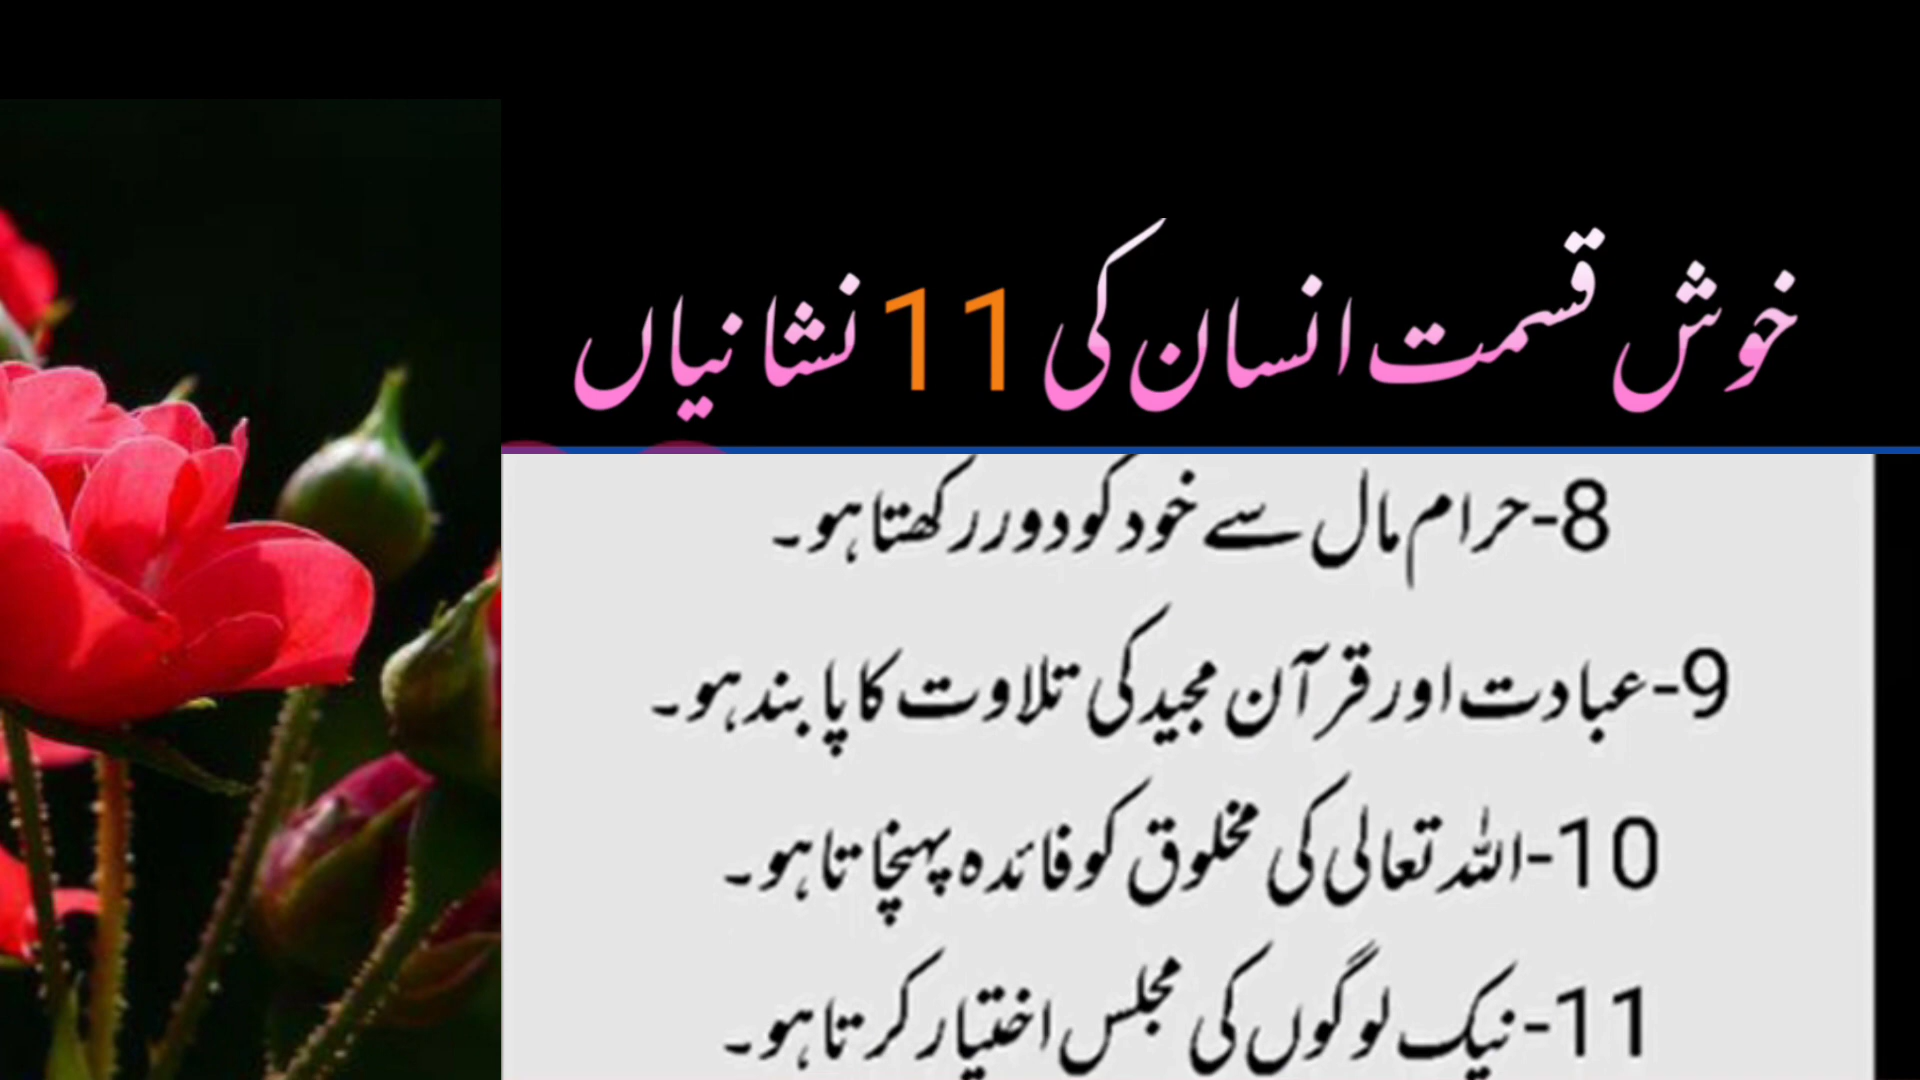 خوش قسمت انسان کی 11 نشانیاں
8-حرام مال سے خود کو دور رکھتا ہو۔
9-عبادت اور قرآن مجید کی تلاوت کا پابند ہو۔
10-اللہ تعالی کی مخلوق کو فائدہ پہنچاتا ہو۔
11-نیک لوگوں کی مجلس اختیار کرتا ہو۔